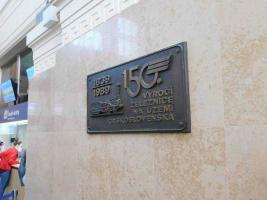 1839
1989
150.
VÝROČÍ
ŽELEZNICE
NA ÚZEMÍ
ČESKOSLOVENSKA